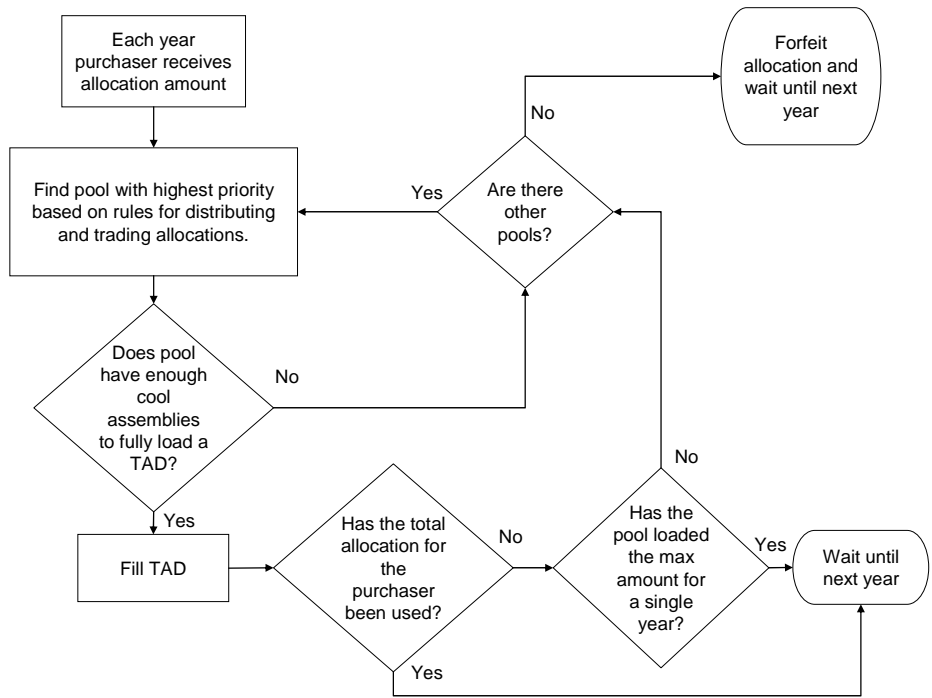 Each year
purchaser receives
allocation amount
Forfeit
allocation and
wait until next
year
No
Find pool with highest priority
based on rules for distributing
and trading allocations.
Yes
Are there
other
pools?
Does pool
have enough
cool
assemblies
to fully load a
TAD?
No
No
Yes
Fill TAD
Has the total
allocation for
the
purchaser
been used?
No
Has the
pool loaded
the max
amount for
a single
year?
Yes
Wait until
next year
Yes